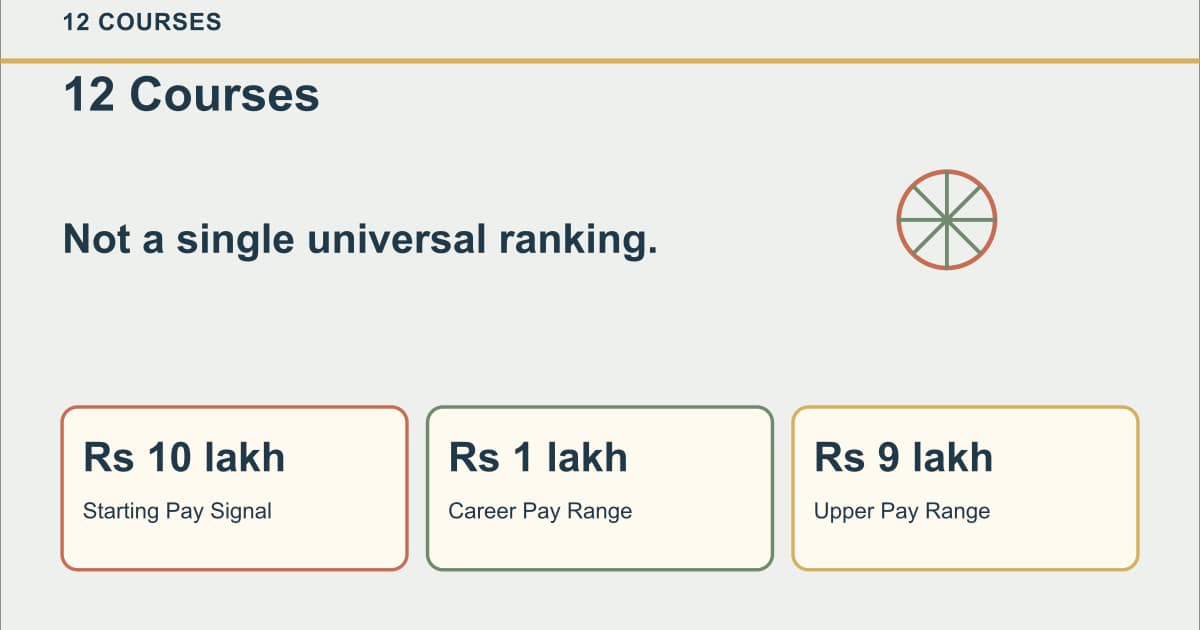 12 COURSES
12 Courses
Not a single universal ranking.
Rs 10 lakh
Starting Pay Signal
Rs 1 lakh
Career Pay Range
Rs 9 lakh
Upper Pay Range